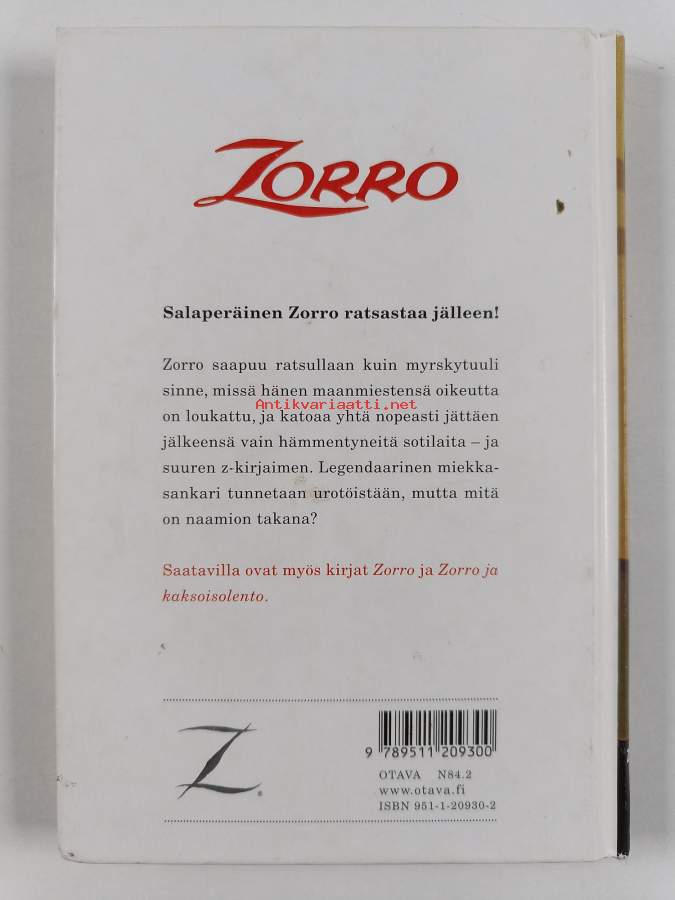 ZORRO
Salaperäinen Zorro ratsastaa jälleen!
Zorro saapuu ratsullaan kuin myrskytuuli
sinne, missä hänen maanmiestensä oikeutta
Antikvariaatti.net
on loukattu, ja katoaa yhtä nopeasti jättäen
jälkeensä vain hämmentyneitä sotilaita – ja
suuren z-kirjaimen. Legendaarinen miekka-
sankari tunnetaan urotöistään, mutta mitä
on naamion takana?
Saatavilla ovat myös kirjat Zorro ja Zorro ja
kaksoisolento.
Z®
9 789511 209300
OTAVA N84.2
www.otava.fi
ISBN 951-1-20930-2